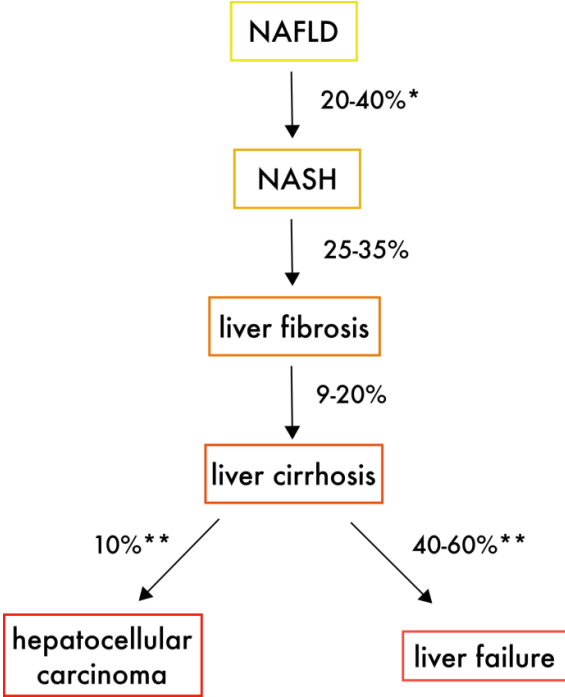 NAFLD
20-40%*
NASH
25-35%
liver fibrosis
9-20%
liver cirrhosis
10%**
40-60%**
hepatocellular
carcinoma
liver failure